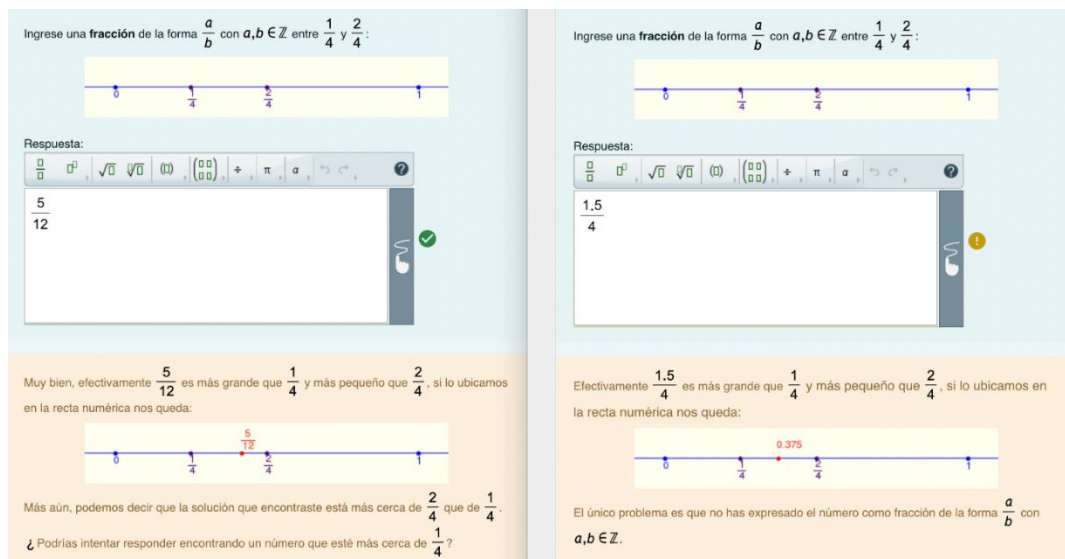 Ingrese una fracción de la forma a/b con a,b ∈ ℤ entre 1/4 y 2/4:
0 1/4 2/4 1
Respuesta:
5/12
Muy bien, efectivamente 5/12 es más grande que 1/4 y más pequeño que 2/4, si lo ubicamos
en la recta numérica nos queda:
5/12
0 1/4 2/4 1
Más aún, podemos decir que la solución que encontraste está más cerca de 2/4 que de 1/4.
¿Podrías intentar responder encontrando un número que esté más cerca de 1/4?
Ingrese una fracción de la forma a/b con a,b ∈ ℤ entre 1/4 y 2/4:
0 1/4 2/4 1
Respuesta:
1.5/4
Efectivamente 1.5/4 es más grande que 1/4 y más pequeño que 2/4, si lo ubicamos en
la recta numérica nos queda:
0.375
0 1/4 2/4 1
El único problema es que no has expresado el número como fracción de la forma a/b con
a,b ∈ ℤ.